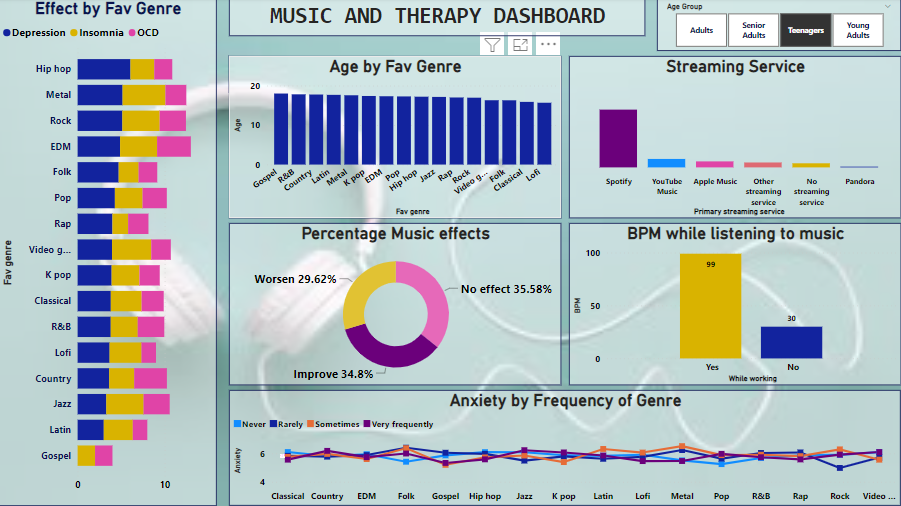 Effect by Fav Genre
Depression Insomnia OCD
Fav genre
Hip hop
Metal
Rock
EDM
Folk
Pop
Rap
Video g...
K pop
Classical
R&B
Lofi
Country
Jazz
Latin
Gospel
0 10
MUSIC AND THERAPY DASHBOARD
Age Group
Adults
Senior
Adults
Teenagers
Young
Adults
Age by Fav Genre
Age
20
10
0
Gospel R&B Country Latin Metal K pop EDM Pop Hip hop Jazz Rap Rock Video g... Folk Classical Lofi
Fav genre
Streaming Service
Spotify
YouTube
Music
Apple Music
Other
streaming
service
No
streaming
service
Pandora
Primary streaming service
Percentage Music effects
Worsen 29.62%
No effect 35.58%
Improve 34.8%
BPM while listening to music
BPM
100
50
0
99
30
Yes No
While working
Anxiety by Frequency of Genre
Never Rarely Sometimes Very frequently
Anxiety
6
4
Classical Country EDM Folk Gospel Hip hop Jazz K pop Latin Lofi Metal Pop R&B Rap Rock Video ...